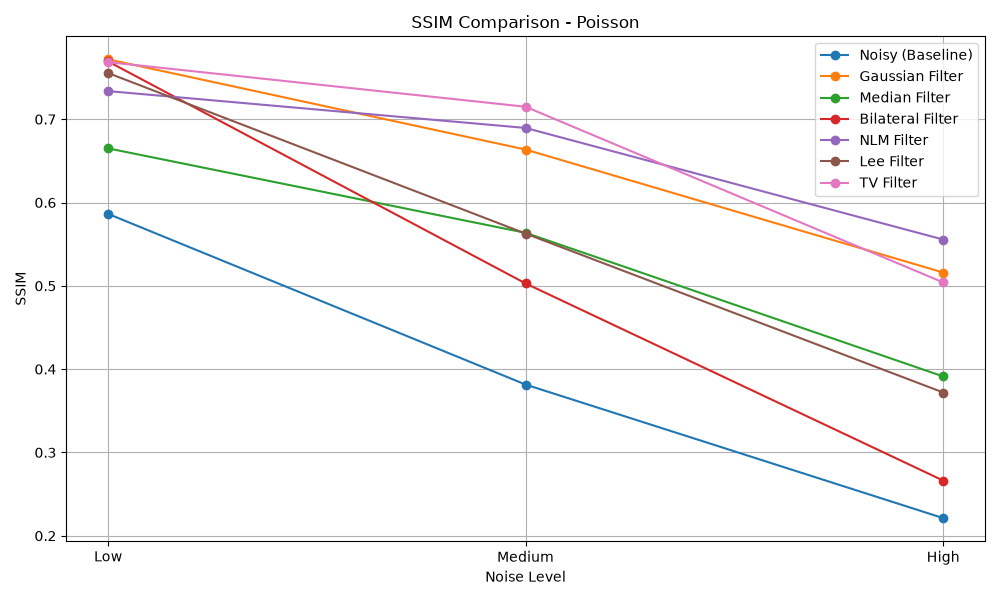 SSIM Comparison - Poisson
Noisy (Baseline)
Gaussian Filter
Median Filter
Bilateral Filter
NLM Filter
Lee Filter
TV Filter
SSIM
0.7
0.6
0.5
0.4
0.3
0.2
Low
Medium
High
Noise Level